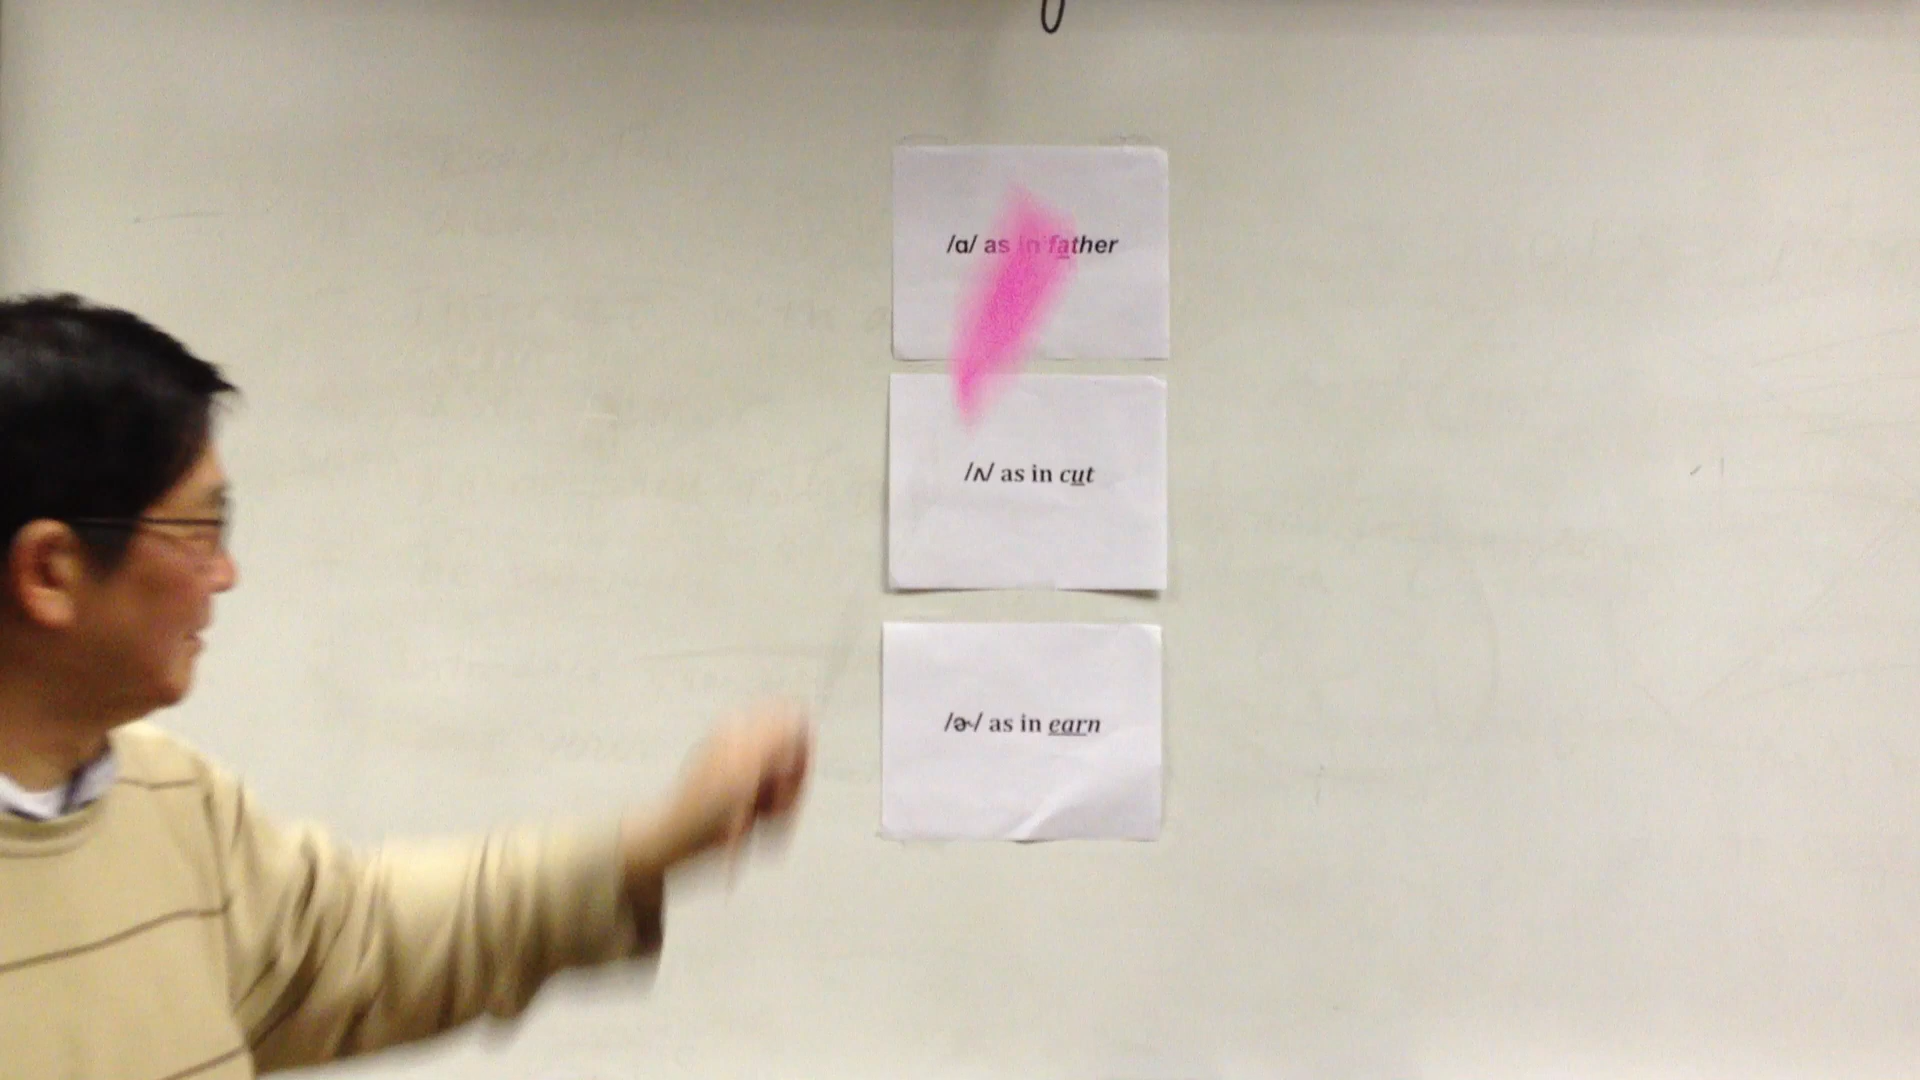 /ɑ/ as in father
/ʌ/ as in cut
/ɚ/ as in earn